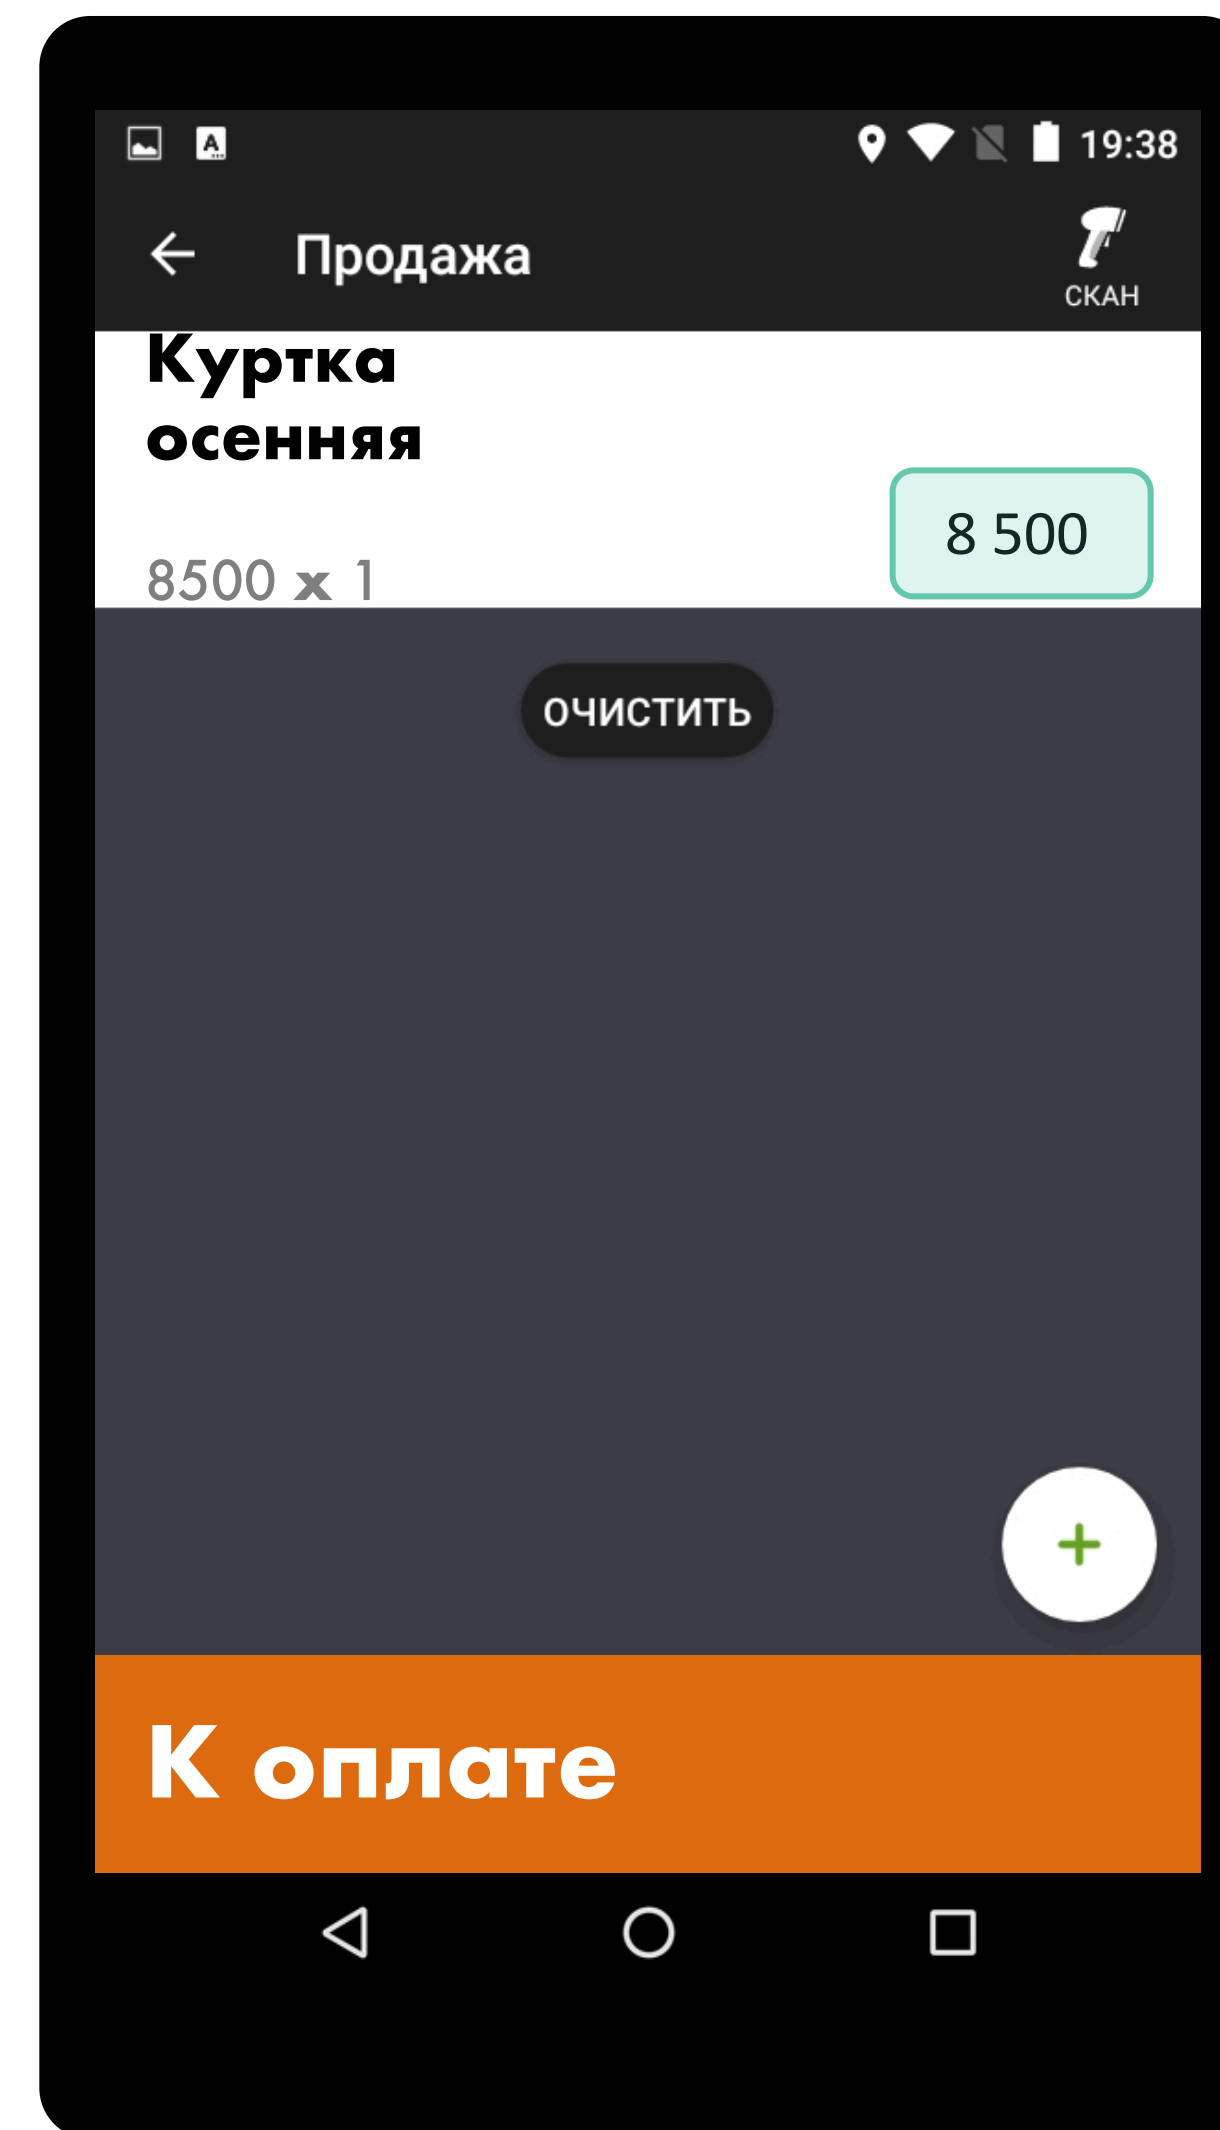 19:38
Продажа
СКАН
Куртка
осенняя
8 500
8500 x 1
ОЧИСТИТЬ
К оплате